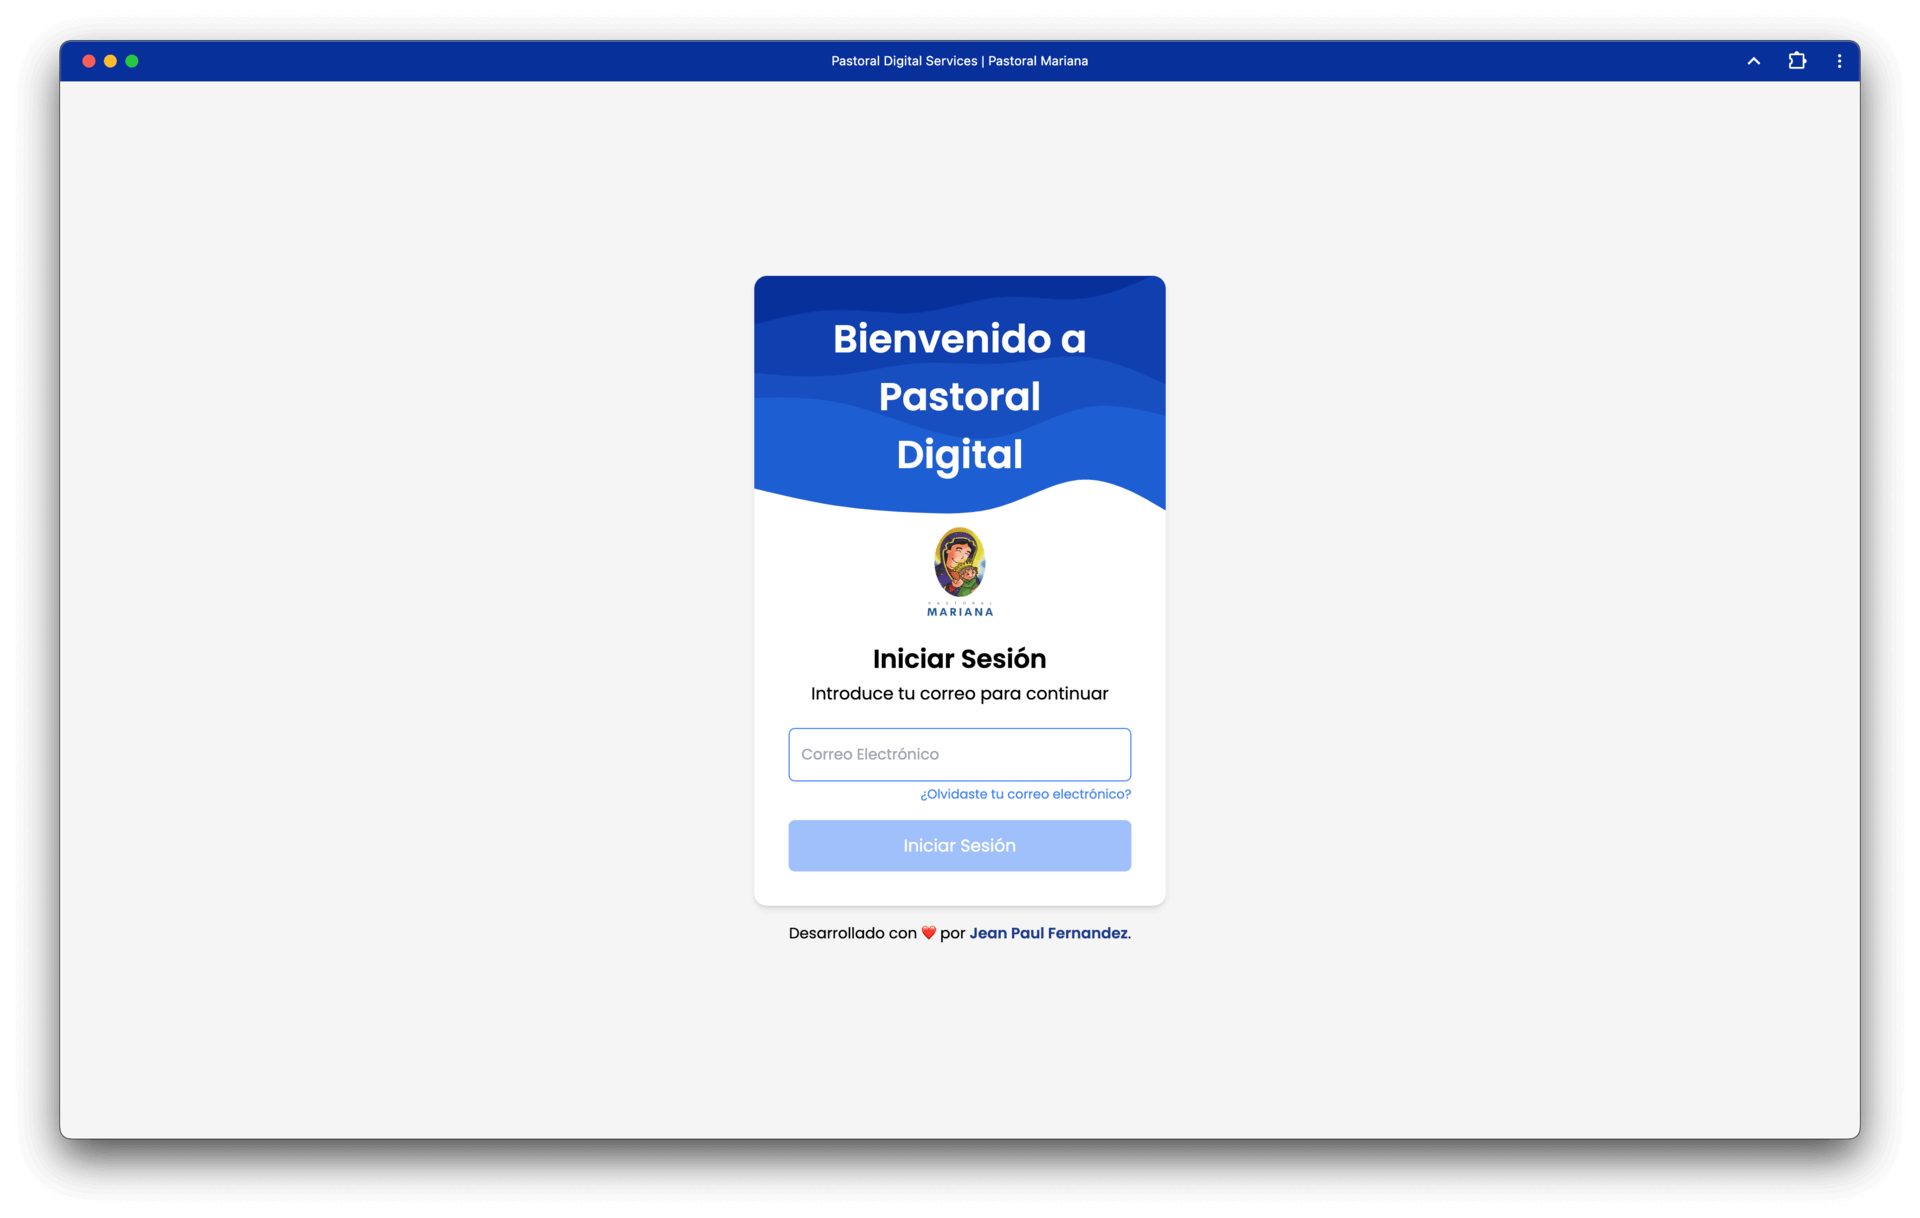 Pastoral Digital Services | Pastoral Mariana
Bienvenido a
Pastoral
Digital
PASTORAL
MARIANA
Iniciar Sesión
Introduce tu correo para continuar
Correo Electrónico
¿Olvidaste tu correo electrónico?
Iniciar Sesión
Desarrollado con ❤️ por Jean Paul Fernandez.